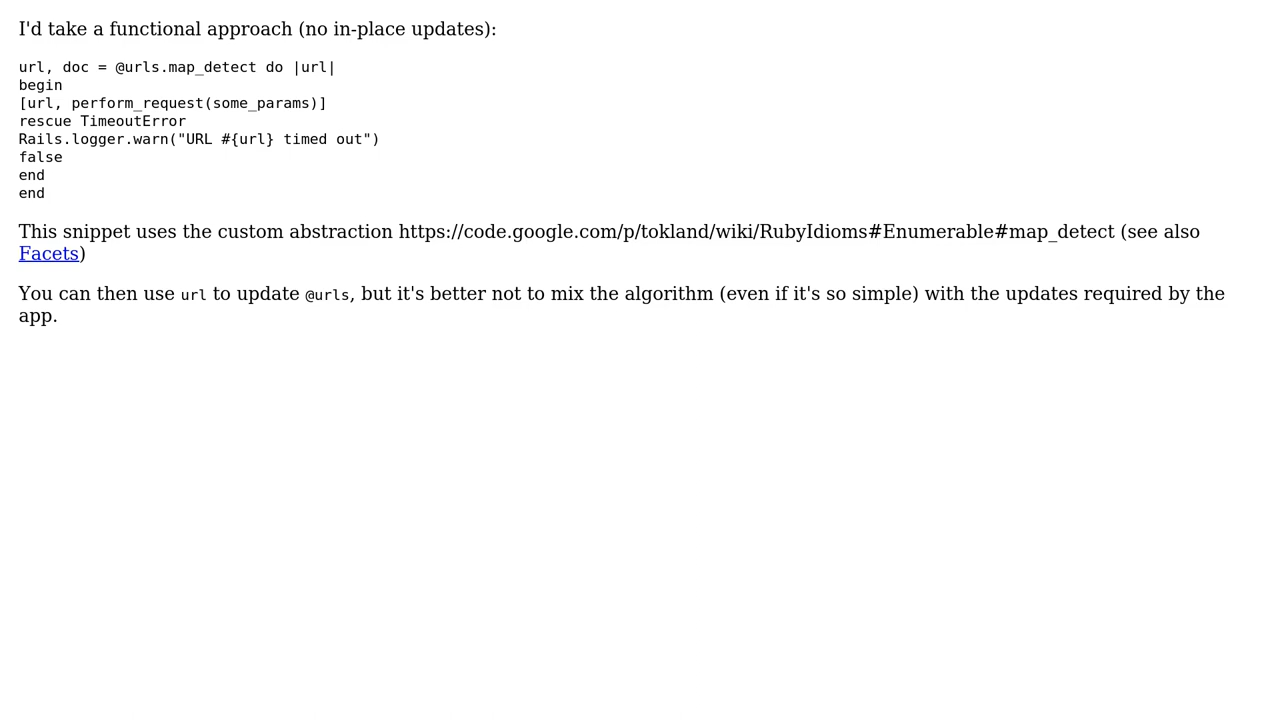 I'd take a functional approach (no in-place updates):
url, doc = @urls.map_detect do |url|
begin
[url, perform_request(some_params)]
rescue TimeoutError
Rails.logger.warn("URL #{url} timed out")
false
end
end
This snippet uses the custom abstraction https://code.google.com/p/tokland/wiki/RubyIdioms#Enumerable#map_detect (see also
Facets)
You can then use url to update @urls, but it's better not to mix the algorithm (even if it's so simple) with the updates required by the
app.